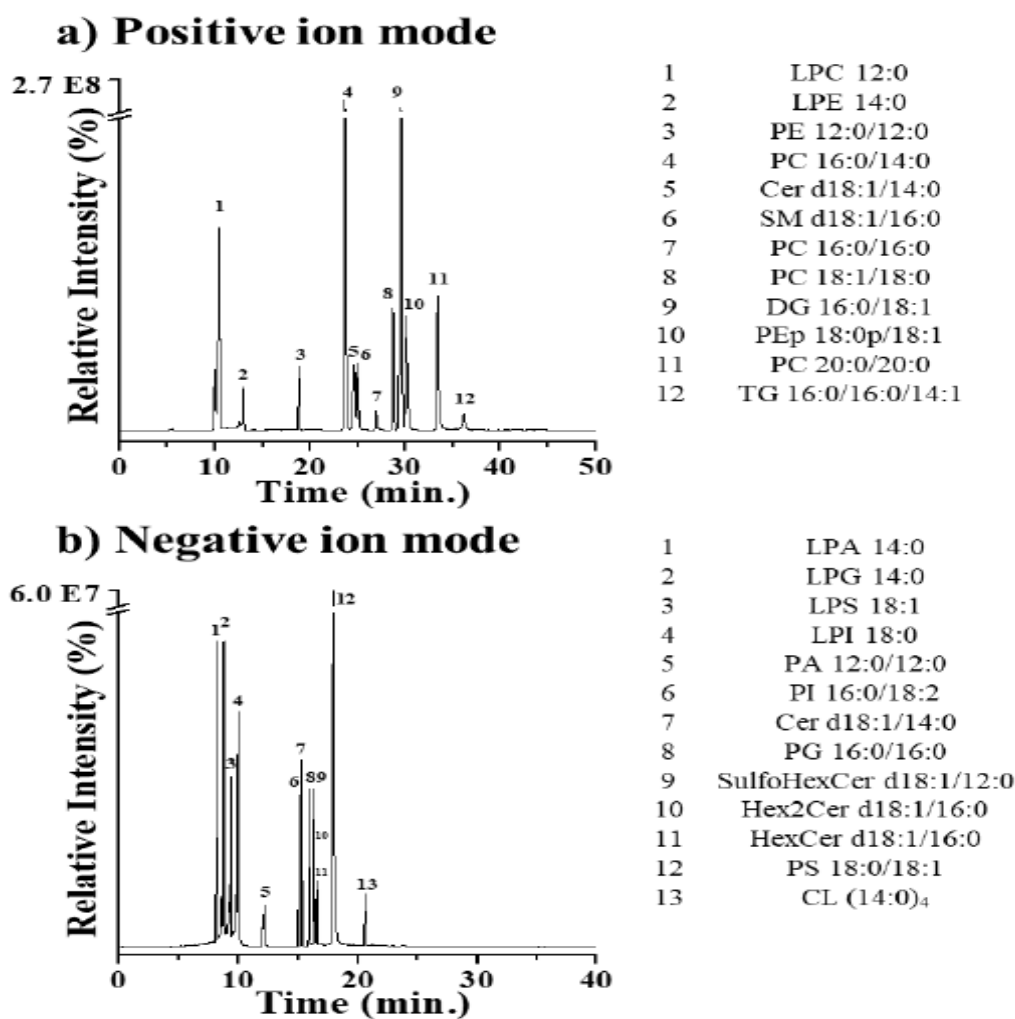 a) Positive ion mode
2.7 E8
Relative Intensity (%)
1
2
3
4
5
6
7
8
9
10
11
12
0
10
20
30
40
50
Time (min.)
1 LPC 12:0
2 LPE 14:0
3 PE 12:0/12:0
4 PC 16:0/14:0
5 Cer d18:1/14:0
6 SM d18:1/16:0
7 PC 16:0/16:0
8 PC 18:1/18:0
9 DG 16:0/18:1
10 PEp 18:0p/18:1
11 PC 20:0/20:0
12 TG 16:0/16:0/14:1
b) Negative ion mode
6.0 E7
Relative Intensity (%)
1
2
3
4
5
6
7
8
9
10
11
12
13
0
10
20
30
40
Time (min.)
1 LPA 14:0
2 LPG 14:0
3 LPS 18:1
4 LPI 18:0
5 PA 12:0/12:0
6 PI 16:0/18:2
7 Cer d18:1/14:0
8 PG 16:0/16:0
9 SulfoHexCer d18:1/12:0
10 Hex2Cer d18:1/16:0
11 HexCer d18:1/16:0
12 PS 18:0/18:1
13 CL (14:0)₄